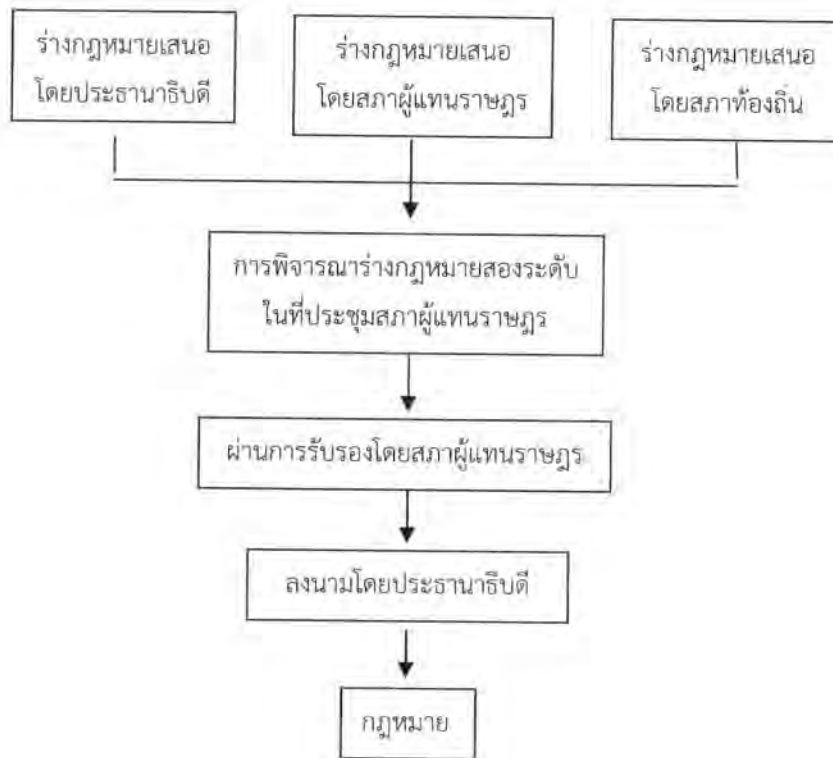 ร่างกฎหมายเสนอ
โดยประธานาธิบดี
ร่างกฎหมายเสนอ
โดยสภาผู้แทนราษฎร
ร่างกฎหมายเสนอ
โดยสภาท้องถิ่น
การพิจารณาร่างกฎหมายสองระดับ
ในที่ประชุมสภาผู้แทนราษฎร
ผ่านการรับรองโดยสภาผู้แทนราษฎร
ลงนามโดยประธานาธิบดี
กฎหมาย